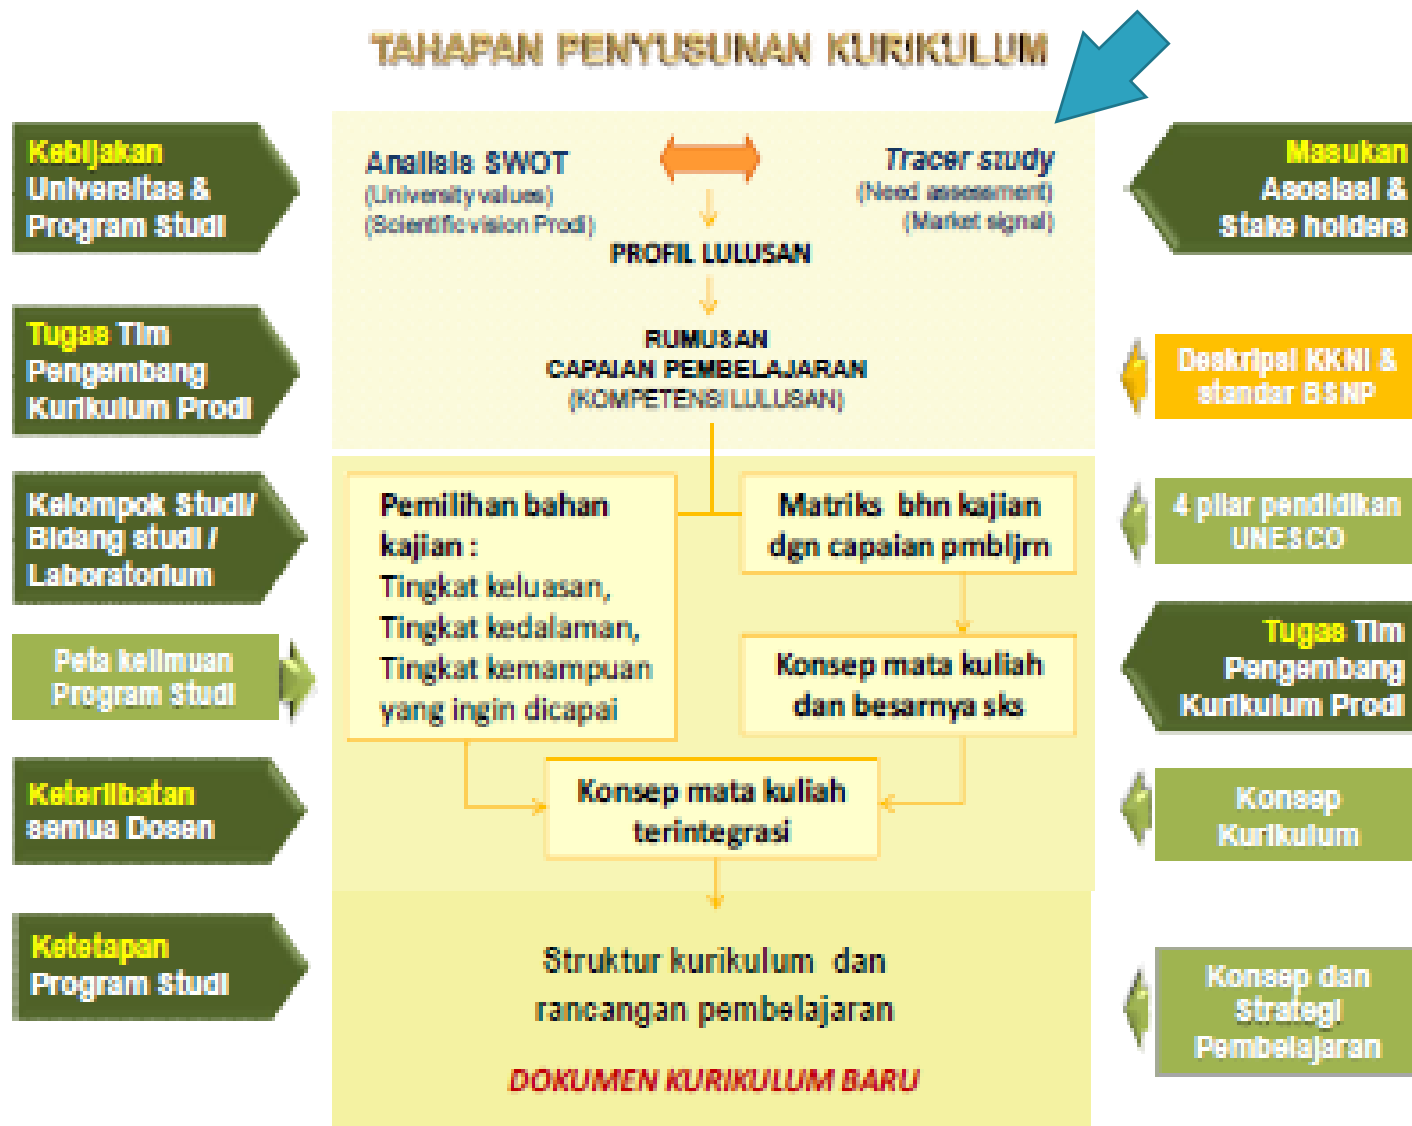 TAHAPAN PENYUSUNAN KURIKULUM
Kebijakan
Universitas &
Program Studi
Analisis SWOT
(University values)
(Scientific vision Prodi)
Tracer study
(Need assessment)
(Market signal)
Masukan
Asosiasi &
Stake holders
PROFIL LULUSAN
Tugas Tim
Pengembang
Kurikulum Prodi
RUMUSAN
CAPAIAN PEMBELAJARAN
(KOMPETENSI LULUSAN)
Deskripsi KKNI &
standar BSNP
Kelompok Studi/
Bidang studi /
Laboratorium
Pemilihan bahan
kajian :
Tingkat keluasan,
Tingkat kedalaman,
Tingkat kemampuan
yang ingin dicapai
Matriks bhn kajian
dgn capaian pmbljrn
4 pilar pendidikan
UNESCO
Peta keilmuan
Program Studi
Konsep mata kuliah
dan besarnya sks
Tugas Tim
Pengembang
Kurikulum Prodi
Keterlibatan
semua Dosen
Konsep mata kuliah
terintegrasi
Konsep
Kurikulum
Ketetapan
Program Studi
Struktur kurikulum dan
rancangan pembelajaran
Konsep dan
Strategi
Pembelajaran
DOKUMEN KURIKULUM BARU